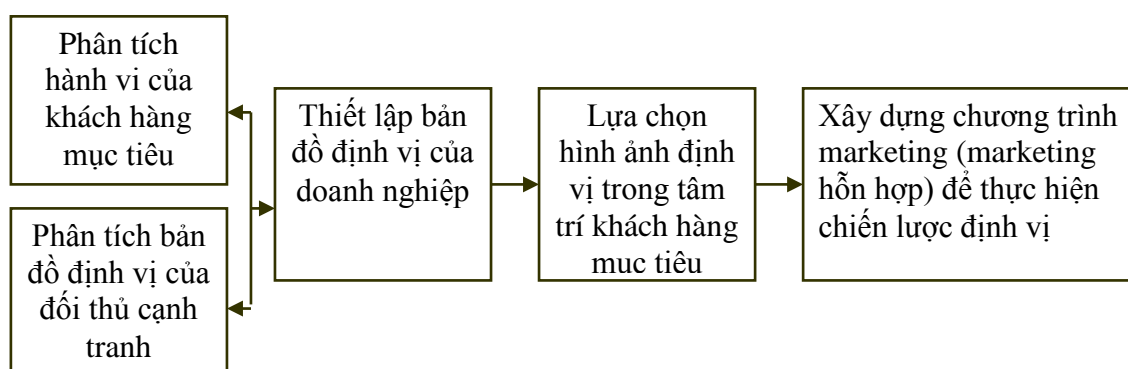 Phân tích
hành vi của
khách hàng
mục tiêu
Phân tích bản
đồ định vị của
đối thủ cạnh
tranh
Thiết lập bản
đồ định vị của
doanh nghiệp
Lựa chọn
hình ảnh định
vị trong tâm
trí khách hàng
muc tiêu
Xây dựng chương trình
marketing (marketing
hỗn hợp) để thực hiện
chiến lược định vị